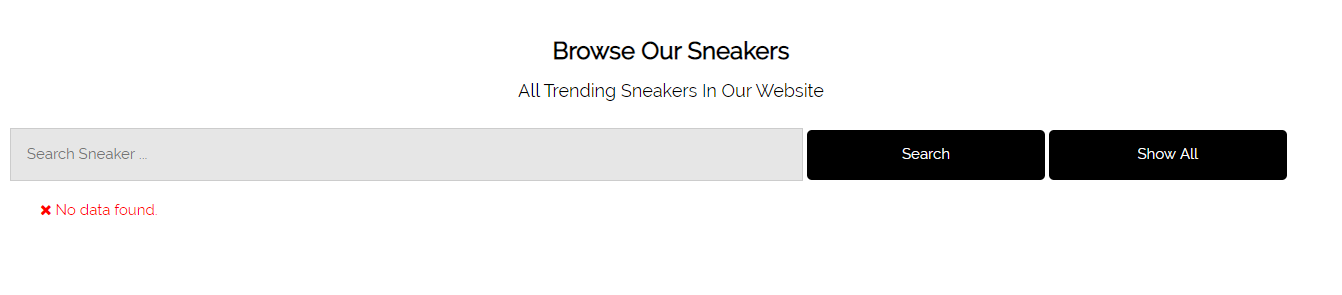 Browse Our Sneakers
All Trending Sneakers In Our Website
Search Sneaker ... Search Show All
✖ No data found.